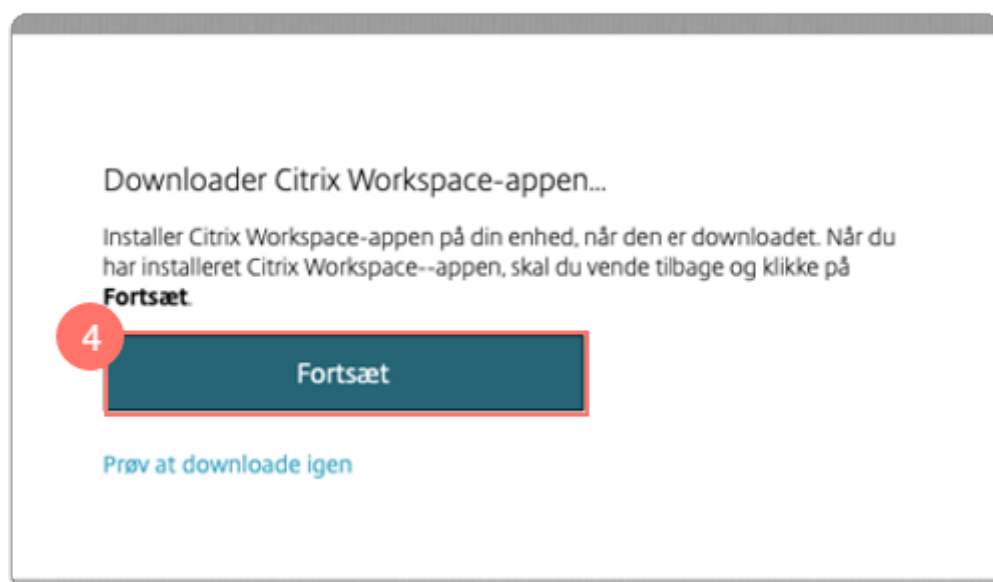 Downloader Citrix Workspace-appen...
Installer Citrix Workspace-appen på din enhed, når den er downloadet. Når du
har installeret Citrix Workspace--appen, skal du vende tilbage og klikke på
Fortsæt.
4
Fortsæt
Prøv at downloade igen